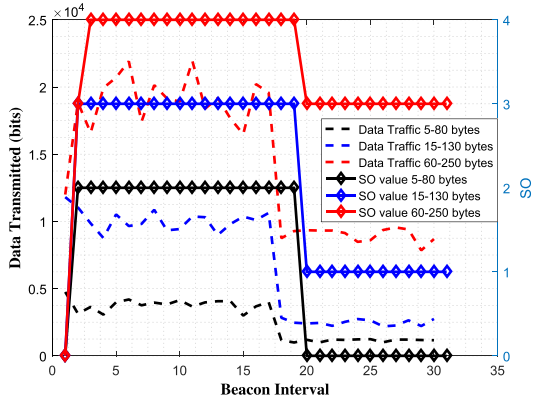 × 10⁴
2.5
2
1.5
1
0.5
0
Data Transmitted (bits)
4
3
2
1
0
SO
Data Traffic 5-80 bytes
Data Traffic 15-130 bytes
Data Traffic 60-250 bytes
SO value 5-80 bytes
SO value 15-130 bytes
SO value 60-250 bytes
0 5 10 15 20 25 30 35
Beacon Interval